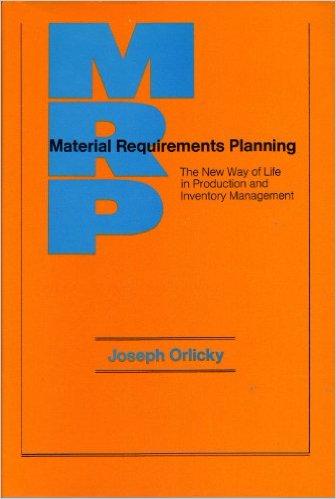 M
R
P
Material Requirements Planning
The New Way of Life
in Production and
Inventory Management
Joseph Orlicky